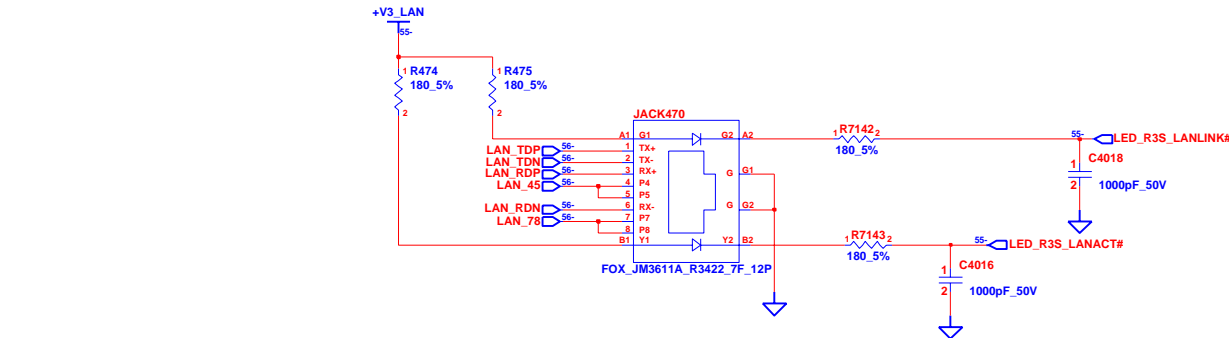 +V3_LAN
55-
1 R474
180_5%
2
1 R475
180_5%
2
JACK470
A1 G1 G2 A2
1 R7142 2
180_5%
55- LED_R3S_LANLINK#
LAN_TDP 56- 1 TX+
LAN_TDN 56- 2 TX-
LAN_RDP 56- 3 RX+ G G1
LAN_45 56- 4 P4
5 P5
LAN_RDN 56- 6 RX- G G2
LAN_78 56- 7 P7
8 P8
B1 Y1 Y2 B2
FOX_JM3611A_R3422_7F_12P
C4018
1
2
1000pF_50V
1 R7143 2
180_5%
55- LED_R3S_LANACT#
C4016
1
2
1000pF_50V